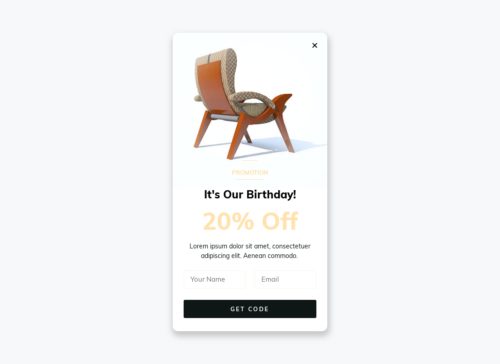 PROMOTION
It's Our Birthday!
20% Off
Lorem ipsum dolor sit amet, consectetuer
adipiscing elit. Aenean commodo.
Your Name
Email
GET CODE